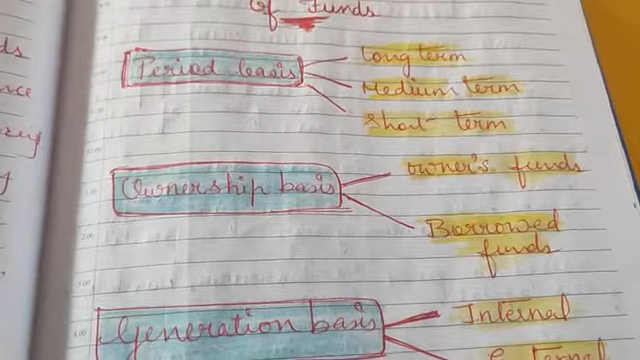 of Funds
Period basis
Long term
Medium term
Short term
Ownership basis
owner's funds
Borrowed
funds
Generation basis
Internal